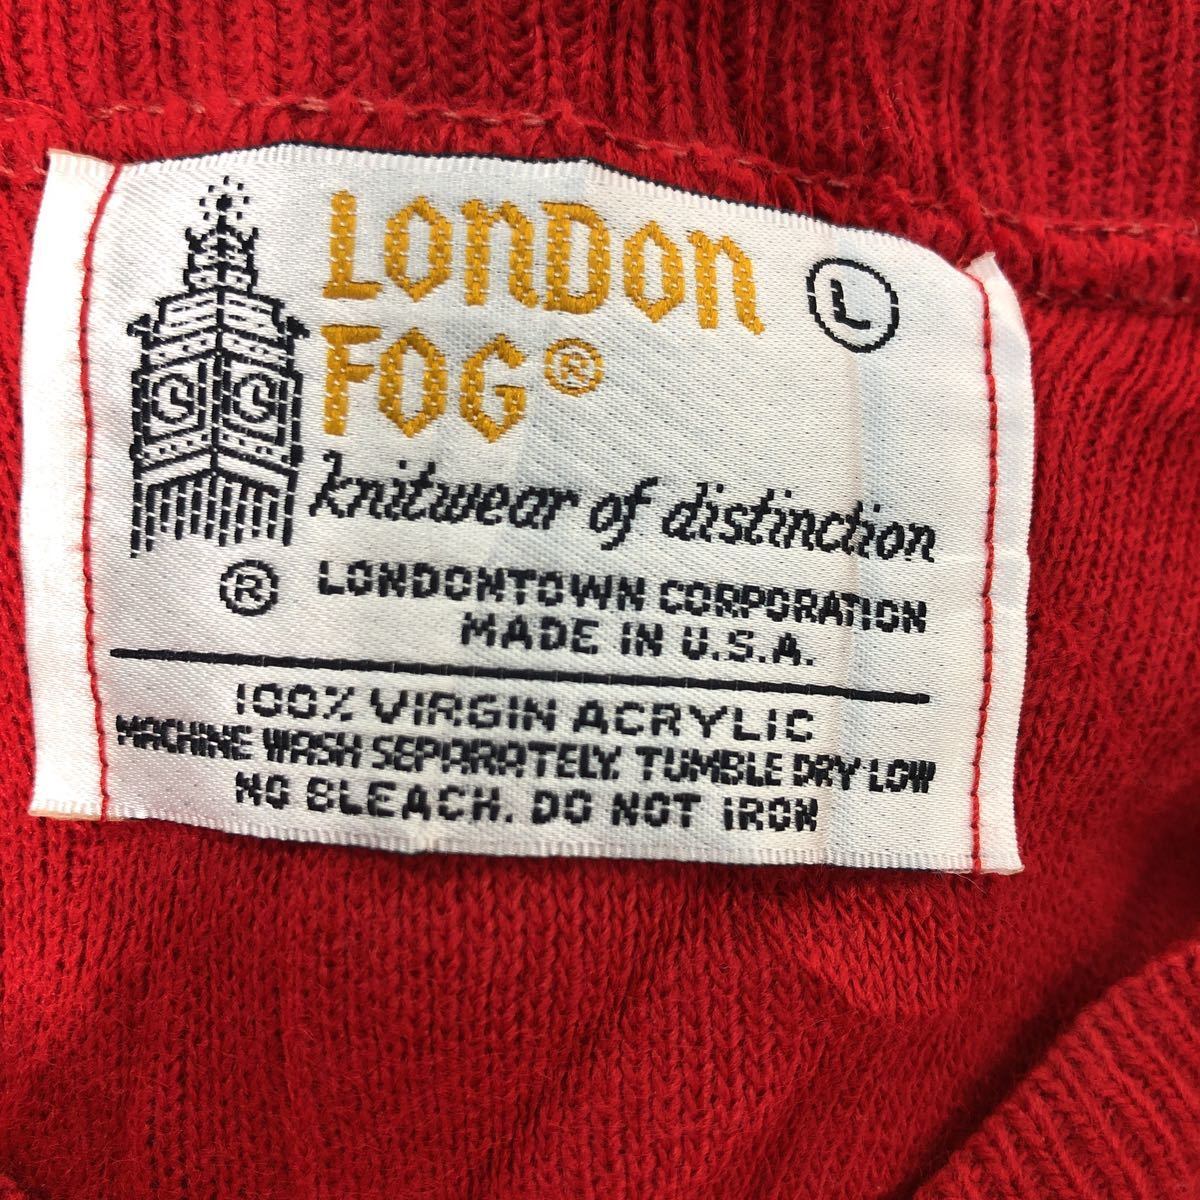 LONDON
FOG®
L
knitwear of distinction
® LONDONTOWN CORPORATION
MADE IN U.S.A.
100% VIRGIN ACRYLIC
MACHINE WASH SEPARATELY. TUMBLE DRY LOW
NO BLEACH. DO NOT IRON